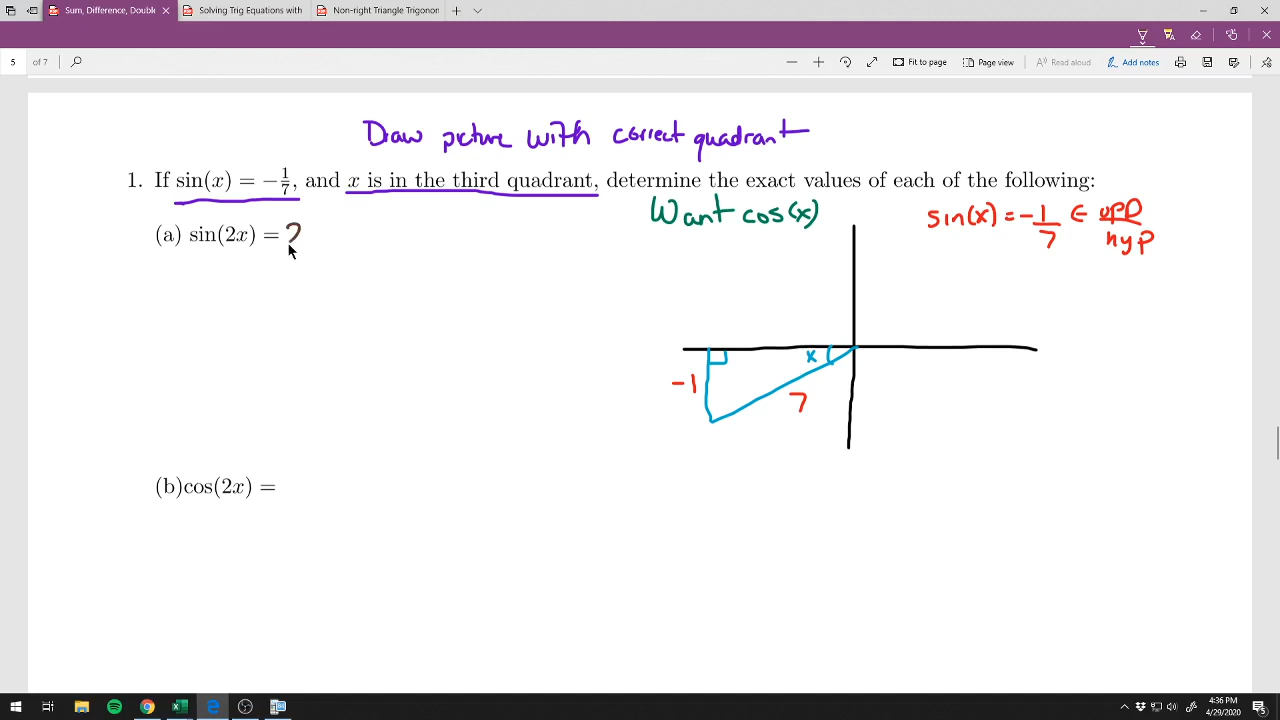 Sum, Difference, Double
Solving Trig Equations with
Non-right Triangle Trigonom
5 of 7
Fit to page
Page view
Read aloud
Add notes
Draw picture with correct quadrant
1. If sin(x) = −1/7, and x is in the third quadrant, determine the exact values of each of the following:
Want cos(x)
sin(x) = -1/7 ∈ opp/hyp
(a) sin(2x) = ?
x
-1
7
(b)cos(2x) =
4:36 PM
4/29/2020